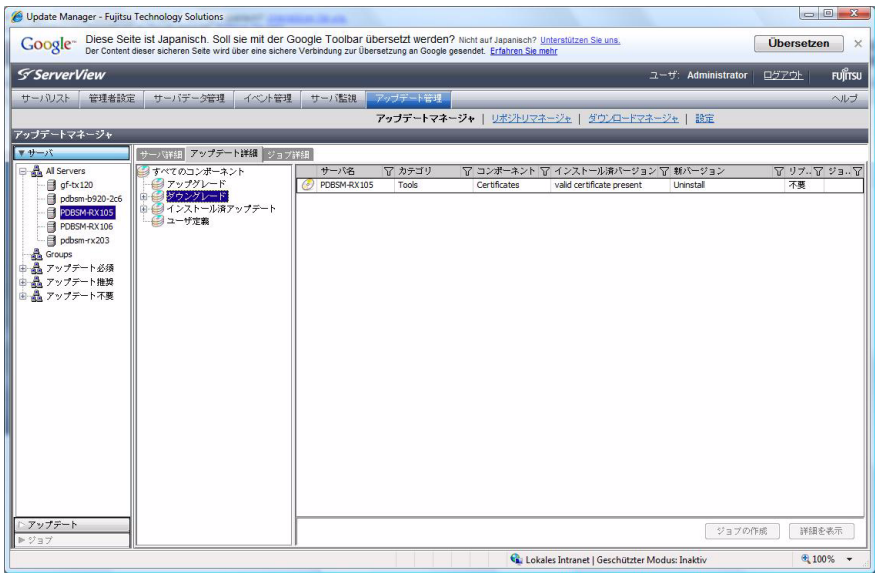 Update Manager - Fujitsu Technology Solutions
Google™ Diese Seite ist Japanisch. Soll sie mit der Google Toolbar übersetzt werden? Nicht auf Japanisch? Unterstützen Sie uns. Übersetzen
Der Content dieser sicheren Seite wird über eine sichere Verbindung zur Übersetzung an Google gesendet. Erfahren Sie mehr
ServerView ユーザ: Administrator ログアウト FUJITSU
サーバリスト 管理者設定 サーバデータ管理 イベント管理 サーバ監視 アップデート管理 ヘルプ
アップデートマネージャ | リポジトリマネージャ | ダウンロードマネージャ | 設定
アップデートマネージャ
サーバ
All Servers
gf-tx120
pdbsm-b920-2c6
PDBSM-RX105
PDBSM-RX106
pdbsm-rx203
Groups
アップデート必須
アップデート推奨
アップデート不要
アップデート
ジョブ
サーバ詳細 アップデート詳細 ジョブ詳細
すべてのコンポーネント
アップグレード
ダウングレード
インストール済アップデート
ユーザ定義
サーバ名 カテゴリ コンポーネント インストール済バージョン 新バージョン リブ.. ジョ..
PDBSM-RX105 Tools Certificates valid certificate present Uninstall 不要
ジョブの作成 詳細を表示
Lokales Intranet | Geschützter Modus: Inaktiv 100%